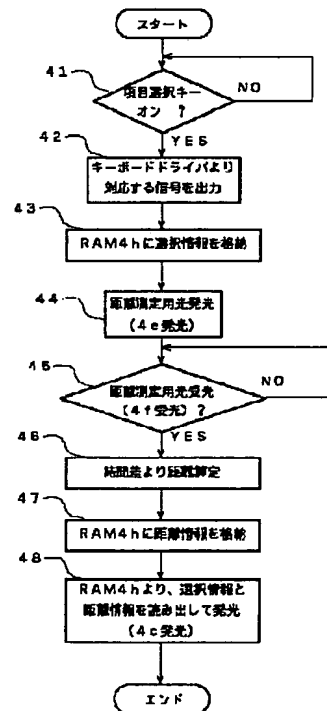 スタート
41
項目選択キー
オン ？
NO
YES
42
キーボードドライバより
対応する信号を出力
43
RAM4hに選択情報を格納
44
距離測定用光発光
(4e発光)
45
距離測定用光受光
(4f受光)？
NO
YES
46
時間差より距離算定
47
RAM4hに距離情報を格納
48
RAM4hより、選択情報と
距離情報を読み出して発光
(4c発光)
エンド